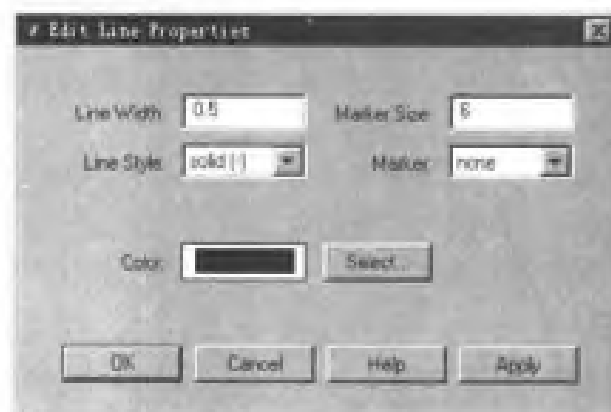 Edit Line Properties
Line Width 0.5 Marker Size 6
Line Style solid (-) Marker none
Color Select...
OK Cancel Help Apply